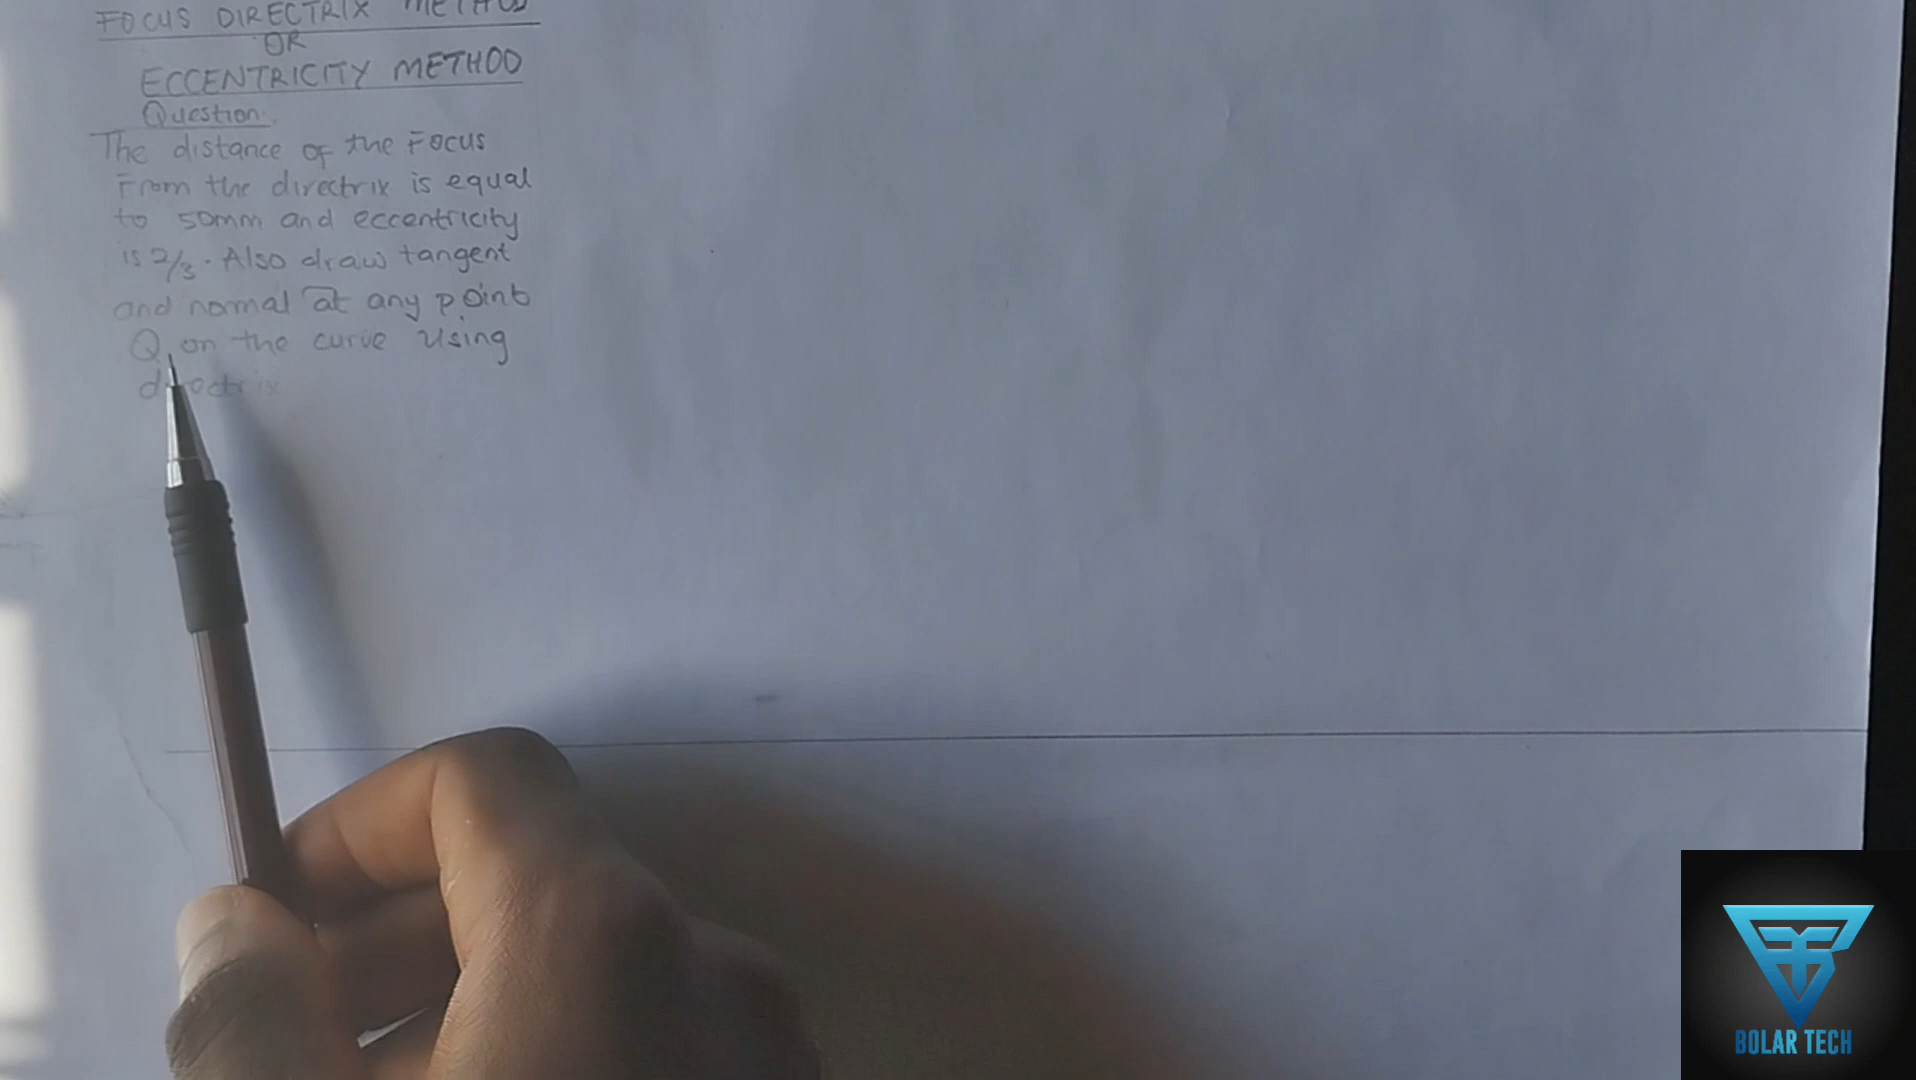 FOCUS DIRECTRIX METHOD
OR
ECCENTRICITY METHOD
Question.
The distance of the Focus
From the directrix is equal
to 50mm and eccentricity
is 2/3. Also draw tangent
and normal at any point
Q on the curve Using
directrix
BOLAR TECH